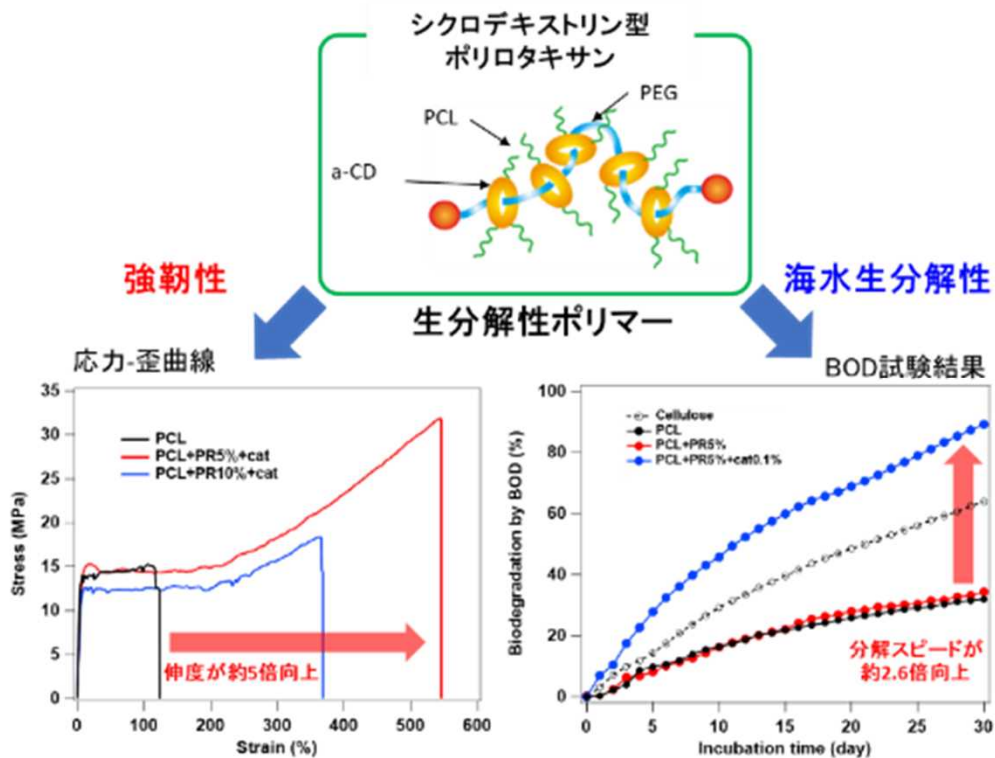 シクロデキストリン型
ポリロタキサン
PEG
PCL
a-CD
強靭性
海水生分解性
生分解性ポリマー
応力-歪曲線
35
30
25
20
15
10
5
0
Stress (MPa)
PCL
PCL+PR5%+cat
PCL+PR10%+cat
伸度が約5倍向上
0 100 200 300 400 500 600
Strain (%)
BOD試験結果
100
80
60
40
20
0
Biodegradation by BOD (%)
Cellulose
PCL
PCL+PR5%
PCL+PR5%+cat0.1%
分解スピードが
約2.6倍向上
0 5 10 15 20 25 30
Incubation time (day)